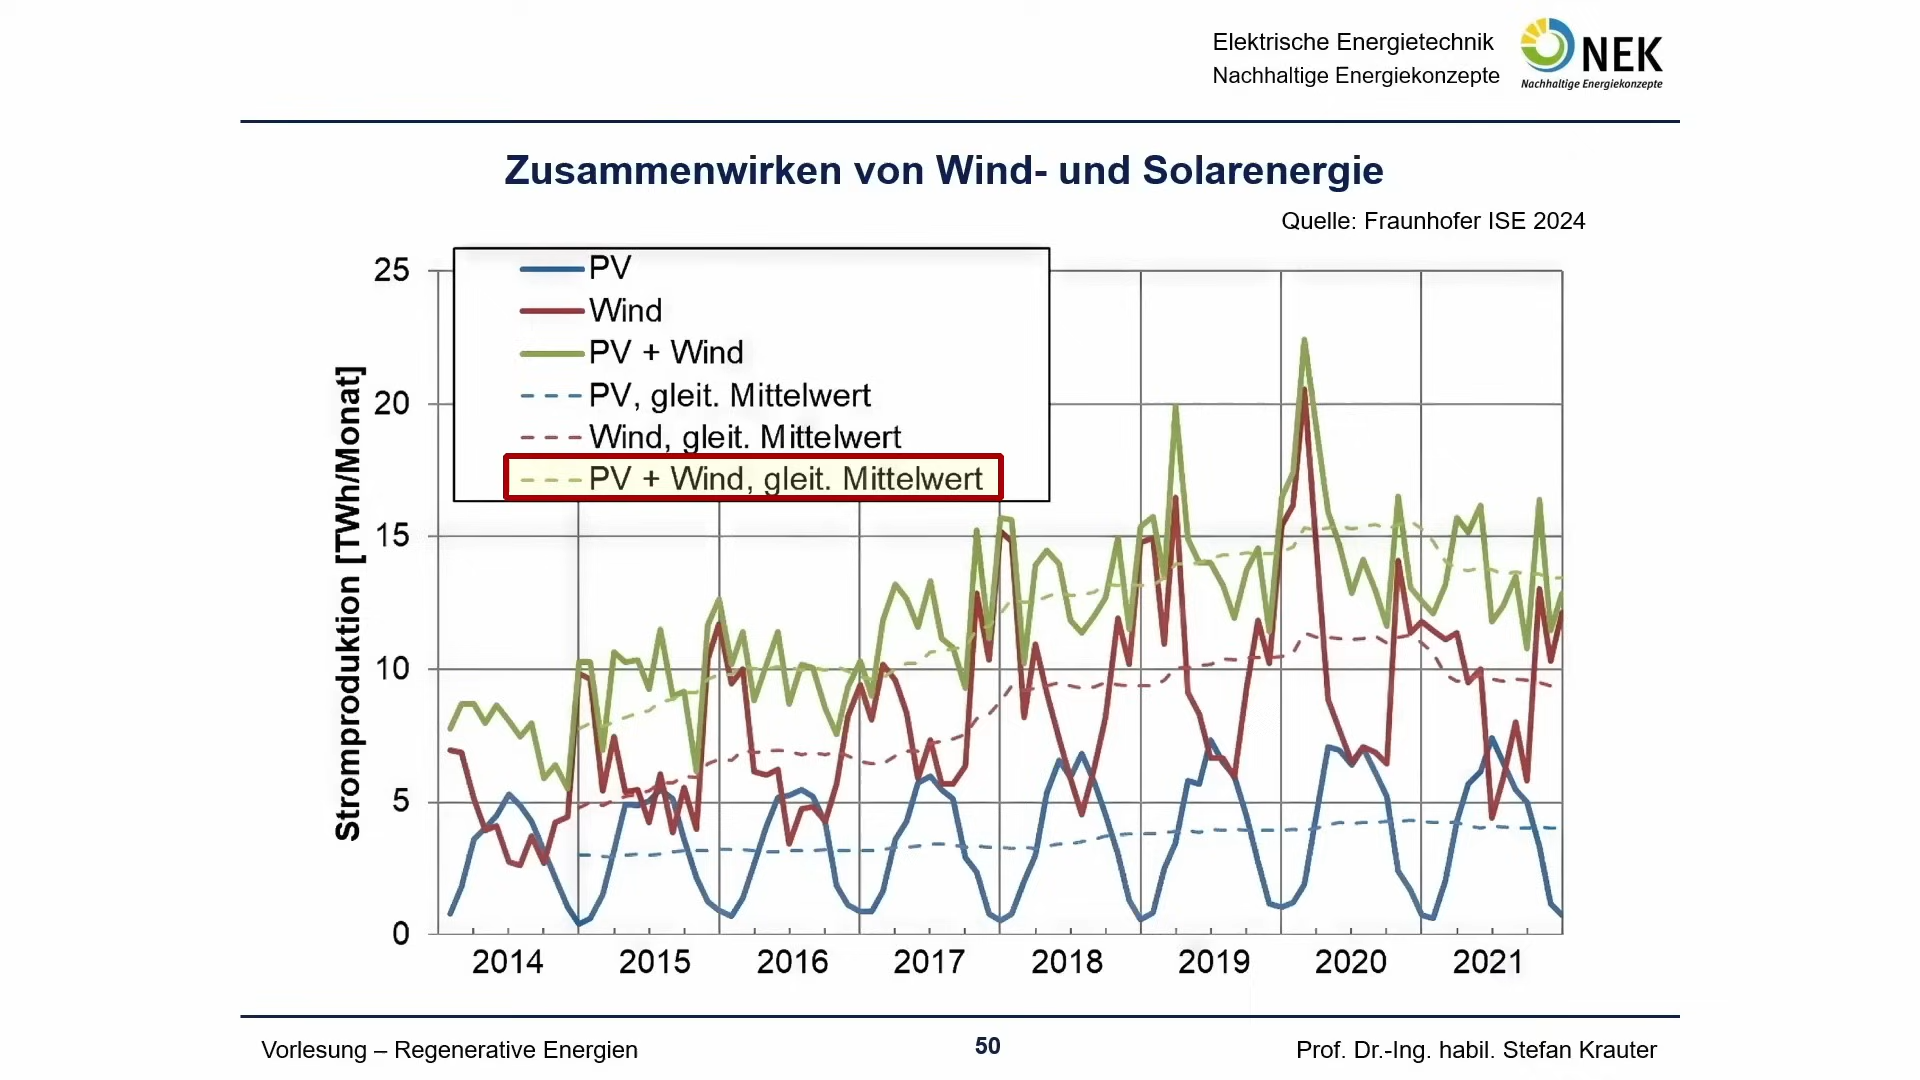 Elektrische Energietechnik
Nachhaltige Energiekonzepte
NEK
Nachhaltige Energiekonzepte
Zusammenwirken von Wind- und Solarenergie
Quelle: Fraunhofer ISE 2024
PV
Wind
PV + Wind
PV, gleit. Mittelwert
Wind, gleit. Mittelwert
PV + Wind, gleit. Mittelwert
Stromproduktion [TWh/Monat]
25
20
15
10
5
0
2014 2015 2016 2017 2018 2019 2020 2021
Vorlesung – Regenerative Energien
50
Prof. Dr.-Ing. habil. Stefan Krauter